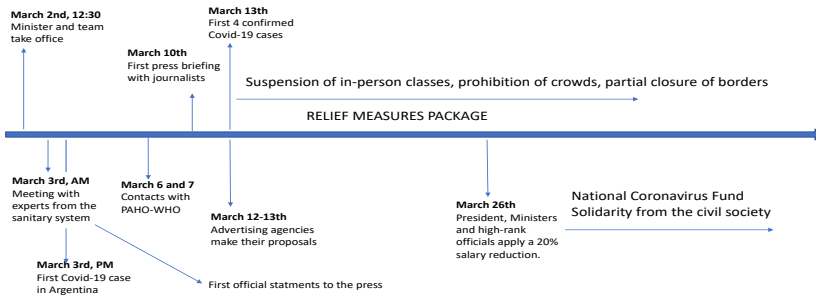 March 2nd, 12:30
Minister and team
take office
March 10th
First press briefing
with journalists
March 13th
First 4 confirmed
Covid-19 cases
Suspension of in-person classes, prohibition of crowds, partial closure of borders
RELIEF MEASURES PACKAGE
March 3rd, AM
Meeting with
experts from the
sanitary system
March 3rd, PM
First Covid-19 case
in Argentina
March 6 and 7
Contacts with
PAHO-WHO
First official statments to the press
March 12-13th
Advertising agencies
make their proposals
March 26th
President, Ministers
and high-rank
officials apply a 20%
salary reduction.
National Coronavirus Fund
Solidarity from the civil society